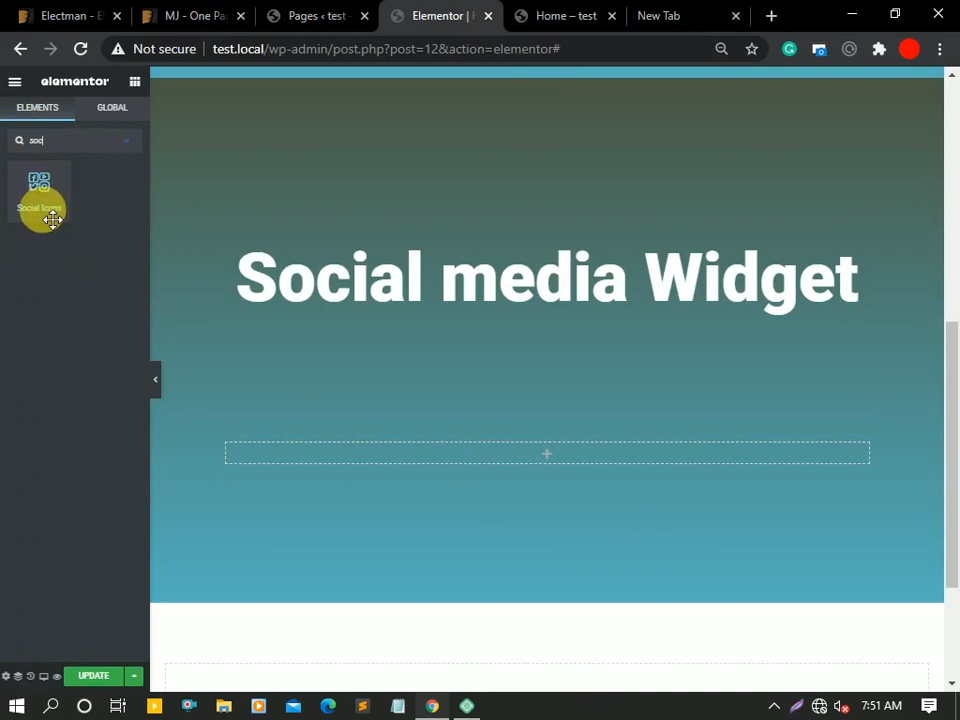 Electman -
MJ - One Pa
Pages ‹ test -
Elementor | H
Home – test
New Tab
Not secure
test.local/wp-admin/post.php?post=12&action=elementor#
elementor
ELEMENTS
GLOBAL
soc
Social Icons
Social media Widget
UPDATE
7:51 AM